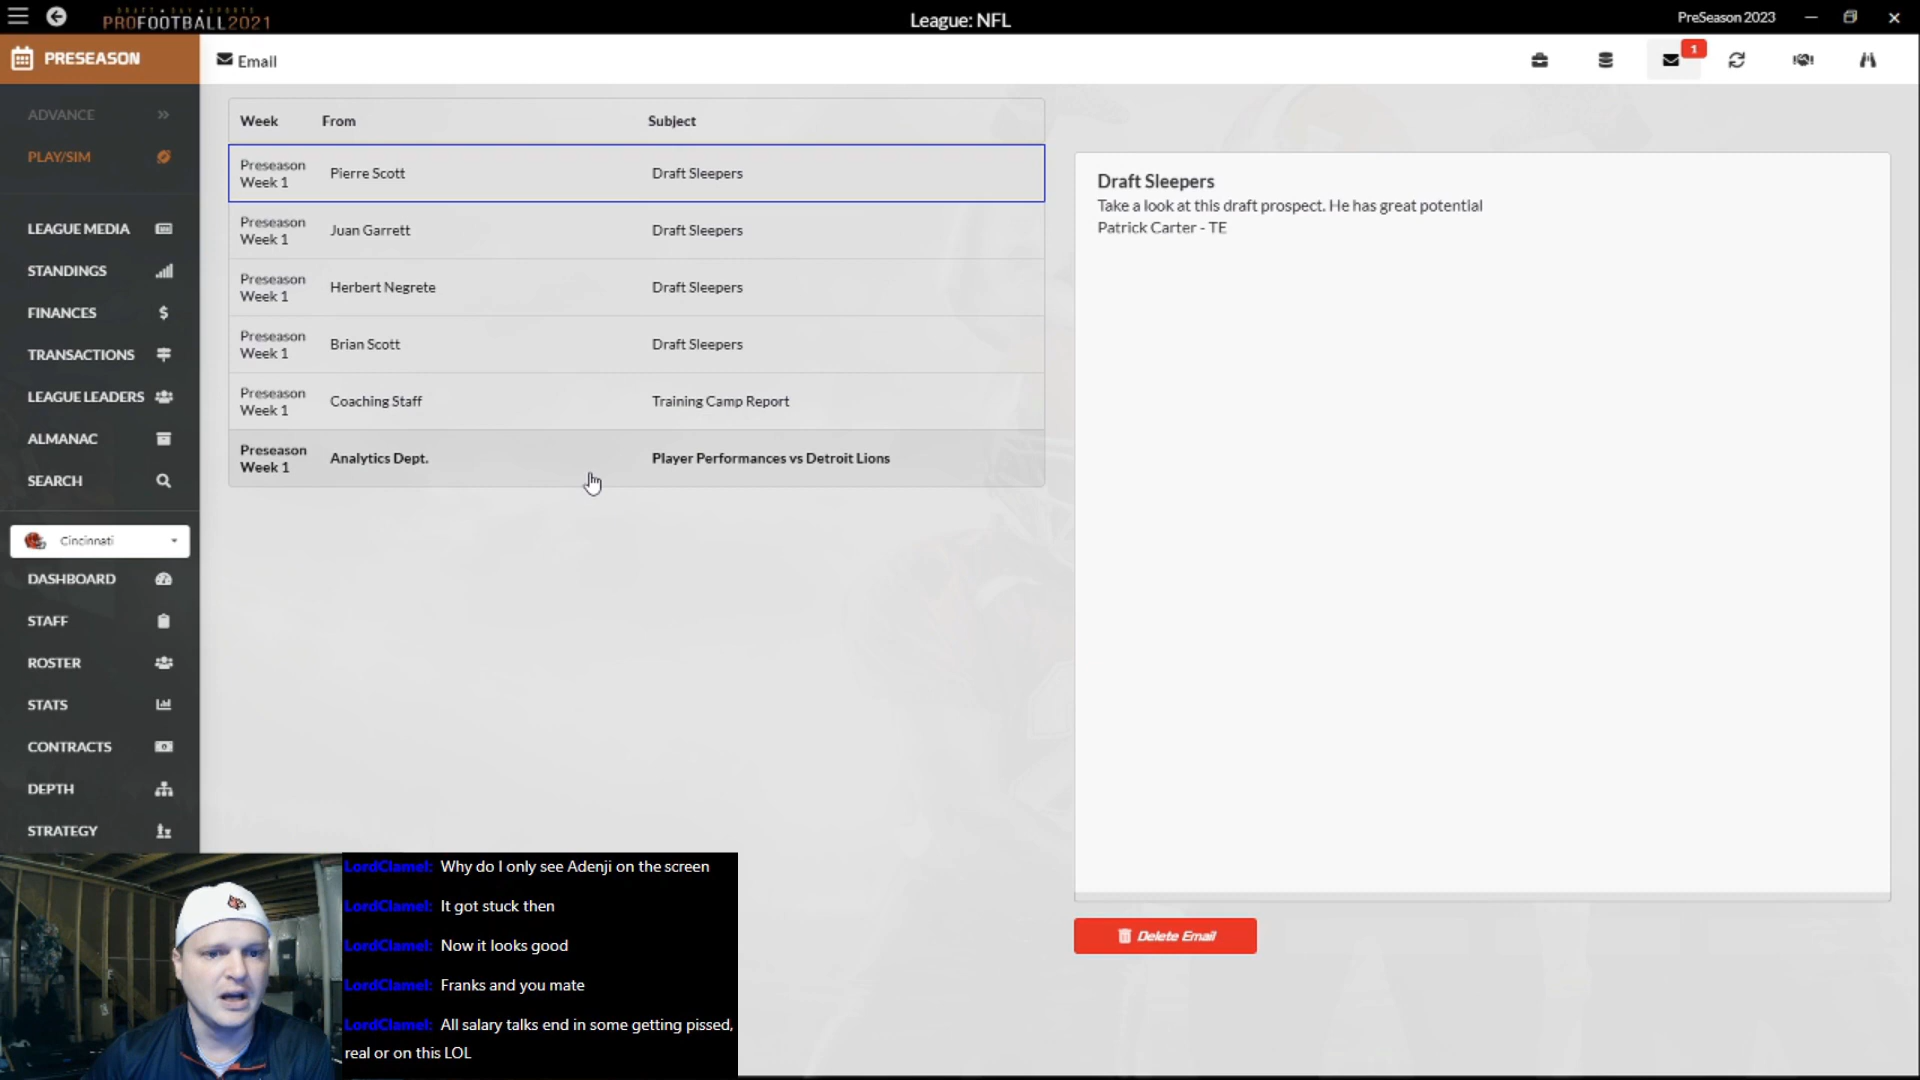 DRAFT DAY SPORTS
PROFOOTBALL2021
League: NFL
PreSeason 2023
PRESEASON
Email
1
ADVANCE
PLAY/SIM
LEAGUE MEDIA
STANDINGS
FINANCES
$
TRANSACTIONS
LEAGUE LEADERS
ALMANAC
SEARCH
Cincinnati
DASHBOARD
STAFF
ROSTER
STATS
CONTRACTS
DEPTH
STRATEGY
Week From Subject
Preseason
Week 1 Pierre Scott Draft Sleepers
Preseason
Week 1 Juan Garrett Draft Sleepers
Preseason
Week 1 Herbert Negrete Draft Sleepers
Preseason
Week 1 Brian Scott Draft Sleepers
Preseason
Week 1 Coaching Staff Training Camp Report
Preseason
Week 1 Analytics Dept. Player Performances vs Detroit Lions
Draft Sleepers
Take a look at this draft prospect. He has great potential
Patrick Carter - TE
Delete Email
LordClamel: Why do I only see Adenji on the screen
LordClamel: It got stuck then
LordClamel: Now it looks good
LordClamel: Franks and you mate
LordClamel: All salary talks end in some getting pissed,
real or on this LOL